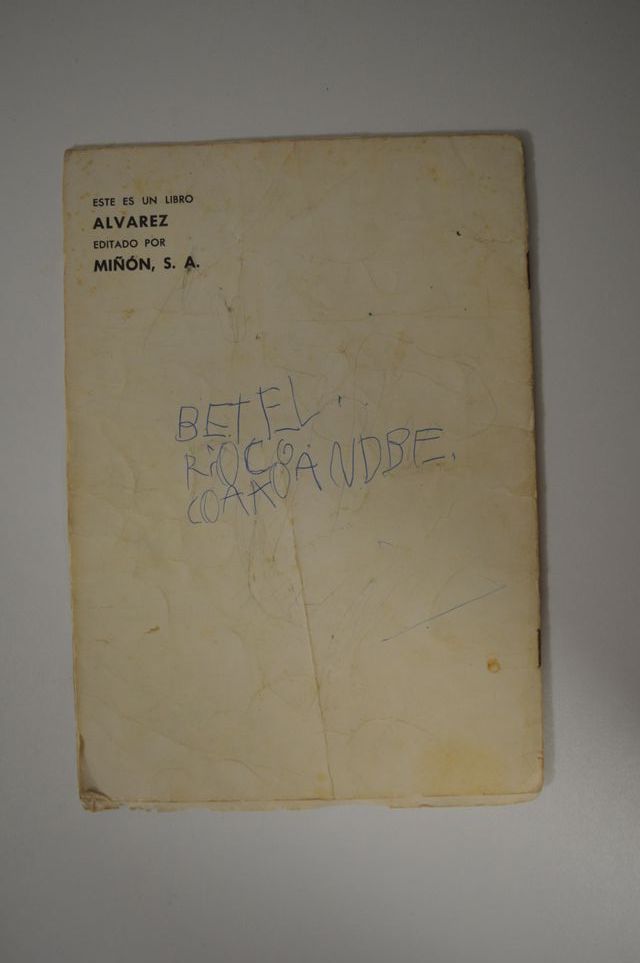 ESTE ES UN LIBRO
ALVAREZ
EDITADO POR
MIÑÓN, S. A.
BETEL.